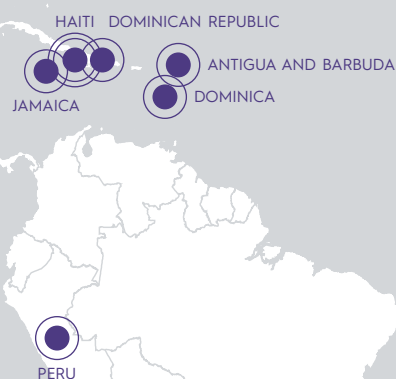 HAITI DOMINICAN REPUBLIC
ANTIGUA AND BARBUDA
DOMINICA
JAMAICA
PERU